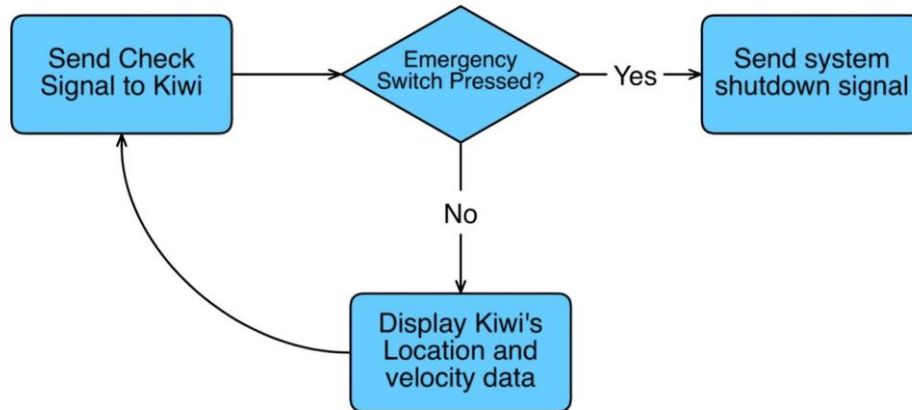 Send Check
Signal to Kiwi
Emergency
Switch Pressed?
Yes
Send system
shutdown signal
No
Display Kiwi's
Location and
velocity data